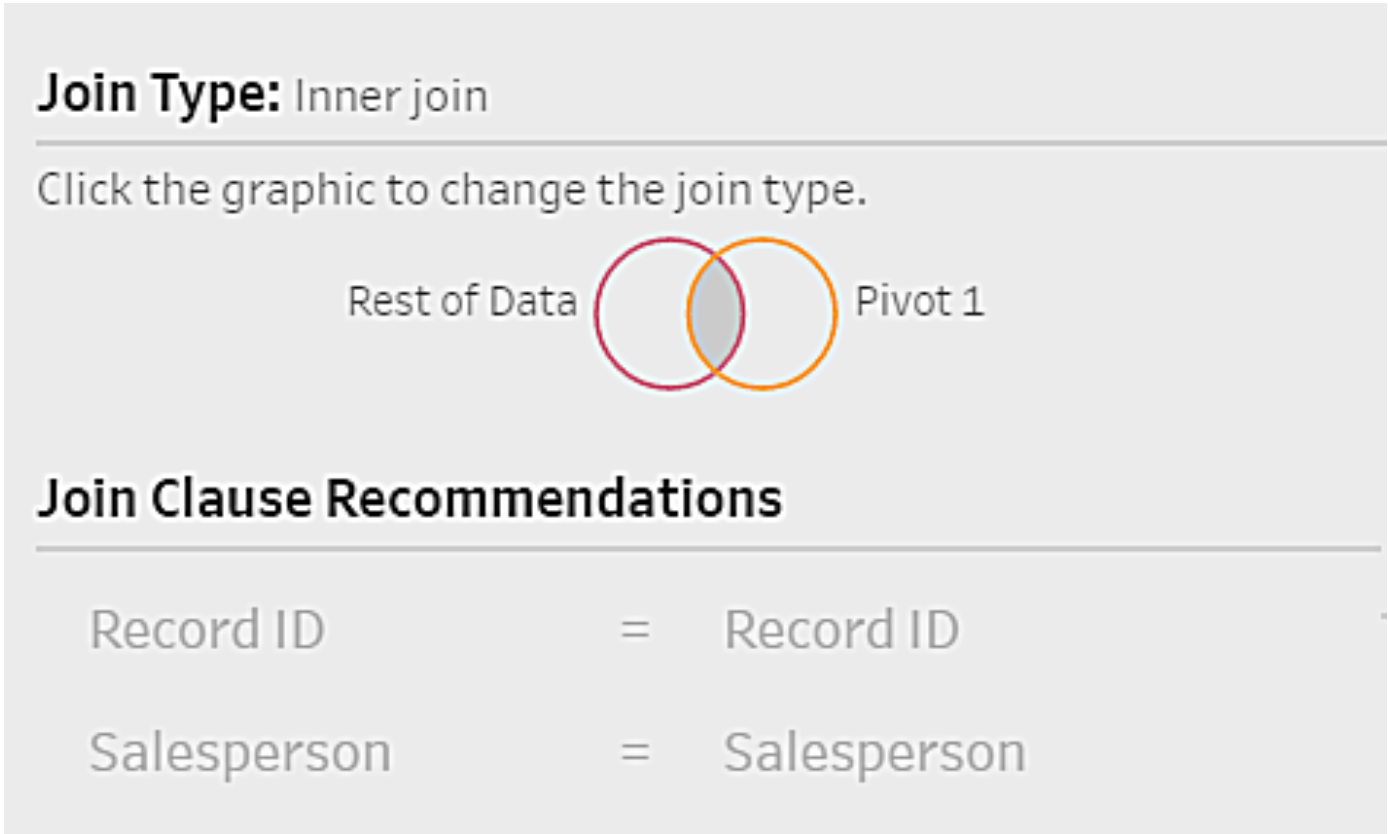 Join Type: Inner join
Click the graphic to change the join type.
Rest of Data Pivot 1
Join Clause Recommendations
Record ID = Record ID
Salesperson = Salesperson